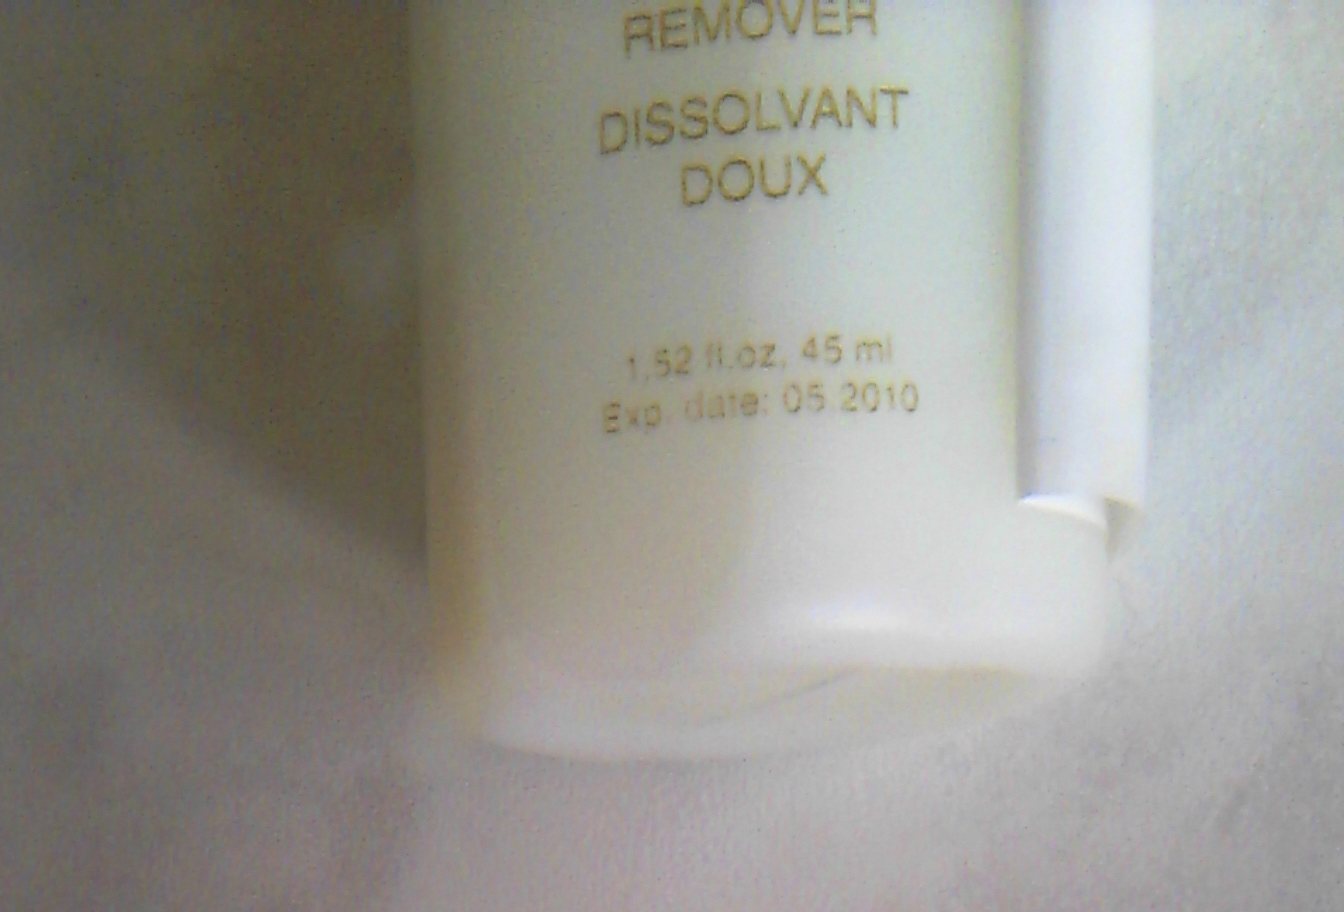 REMOVER
DISSOLVANT
DOUX
1,52 fl.oz, 45 ml
Exp. date: 05.2010